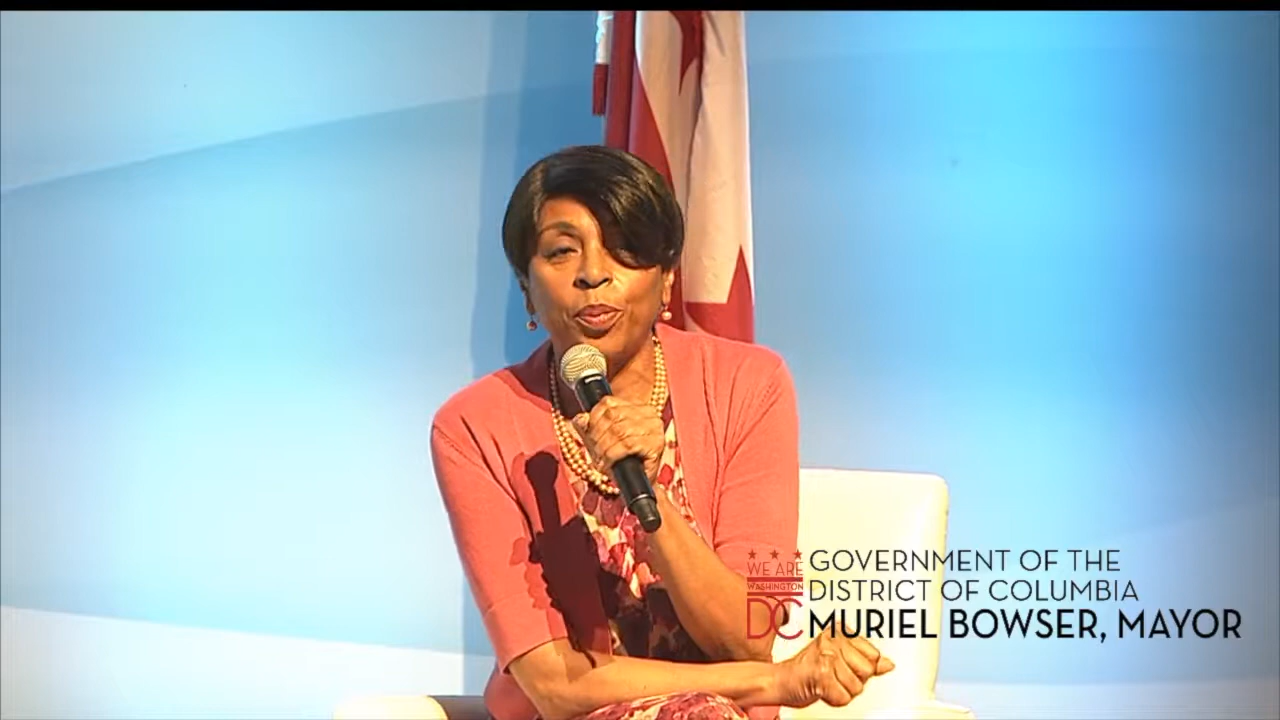 WE ARE
WASHINGTON
DC
GOVERNMENT OF THE
DISTRICT OF COLUMBIA
MURIEL BOWSER, MAYOR